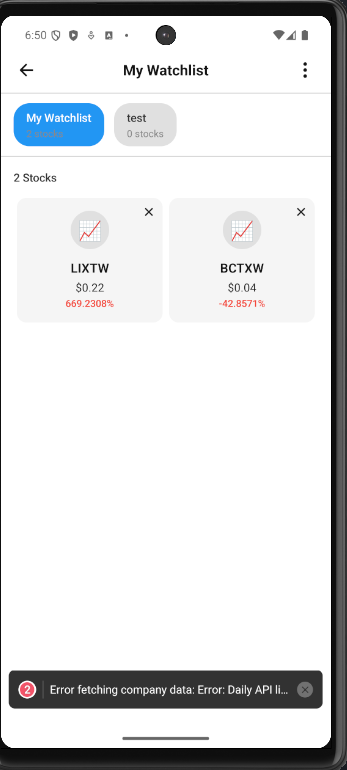 6:50
My Watchlist
My Watchlist
2 stocks
test
0 stocks
2 Stocks
LIXTW
$0.22
669.2308%
BCTXW
$0.04
-42.8571%
2
Error fetching company data: Error: Daily API li...